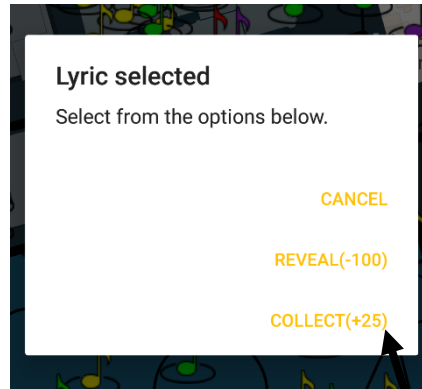 Lyric selected
Select from the options below.
CANCEL
REVEAL(-100)
COLLECT(+25)